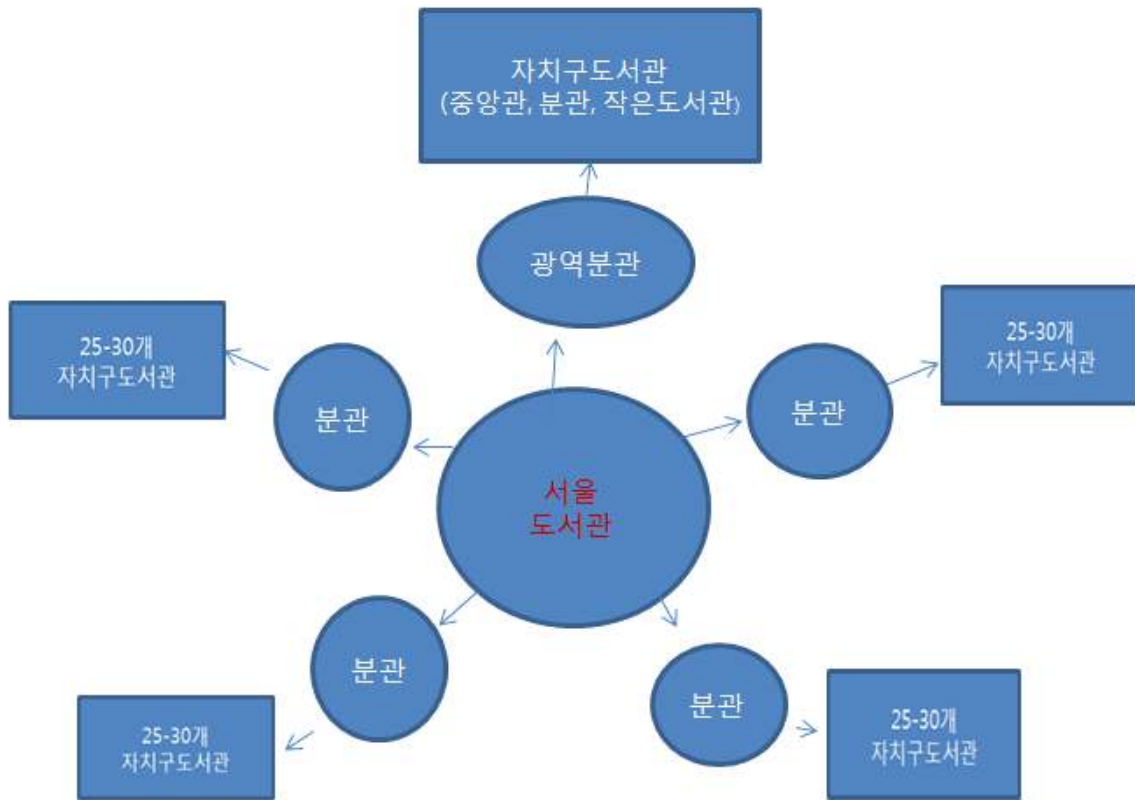 자치구도서관
(중앙관, 분관, 작은도서관)
광역분관
25-30개
자치구도서관
분관
분관
25-30개
자치구도서관
서울
도서관
분관
25-30개
자치구도서관
분관
25-30개
자치구도서관